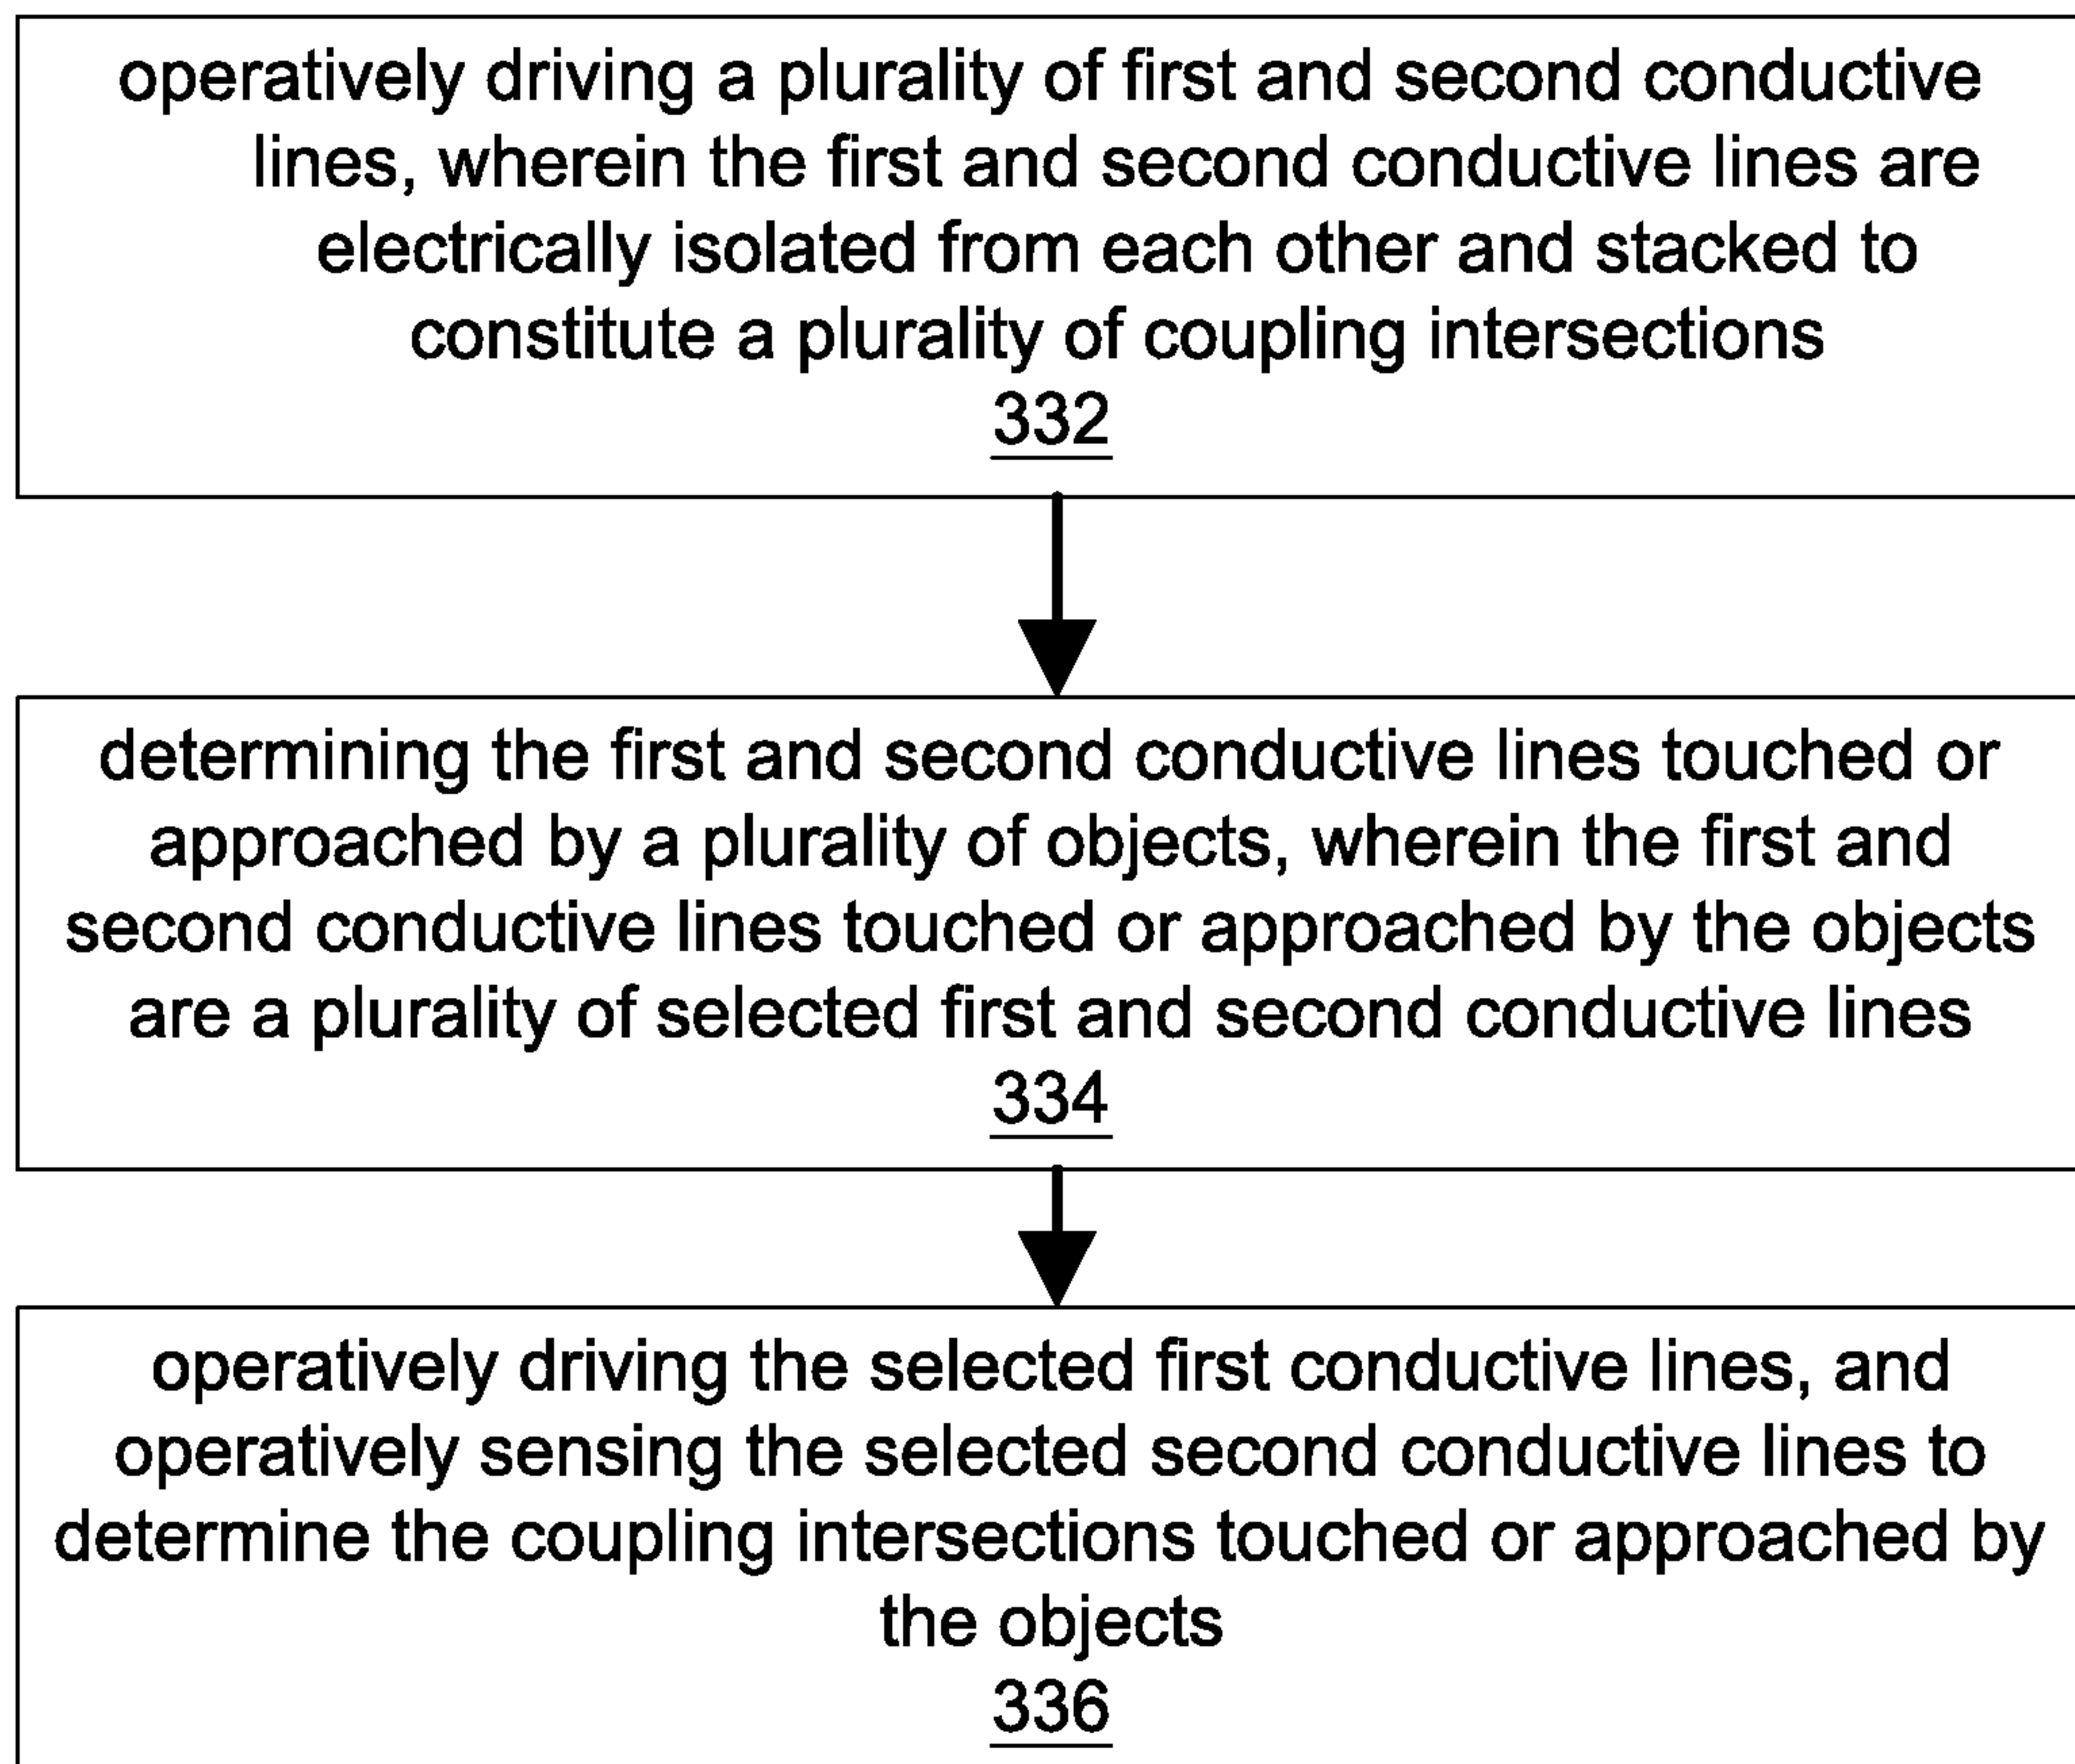 operatively driving a plurality of first and second conductive
lines, wherein the first and second conductive lines are
electrically isolated from each other and stacked to
constitute a plurality of coupling intersections
332
determining the first and second conductive lines touched or
approached by a plurality of objects, wherein the first and
second conductive lines touched or approached by the objects
are a plurality of selected first and second conductive lines
334
operatively driving the selected first conductive lines, and
operatively sensing the selected second conductive lines to
determine the coupling intersections touched or approached by
the objects
336